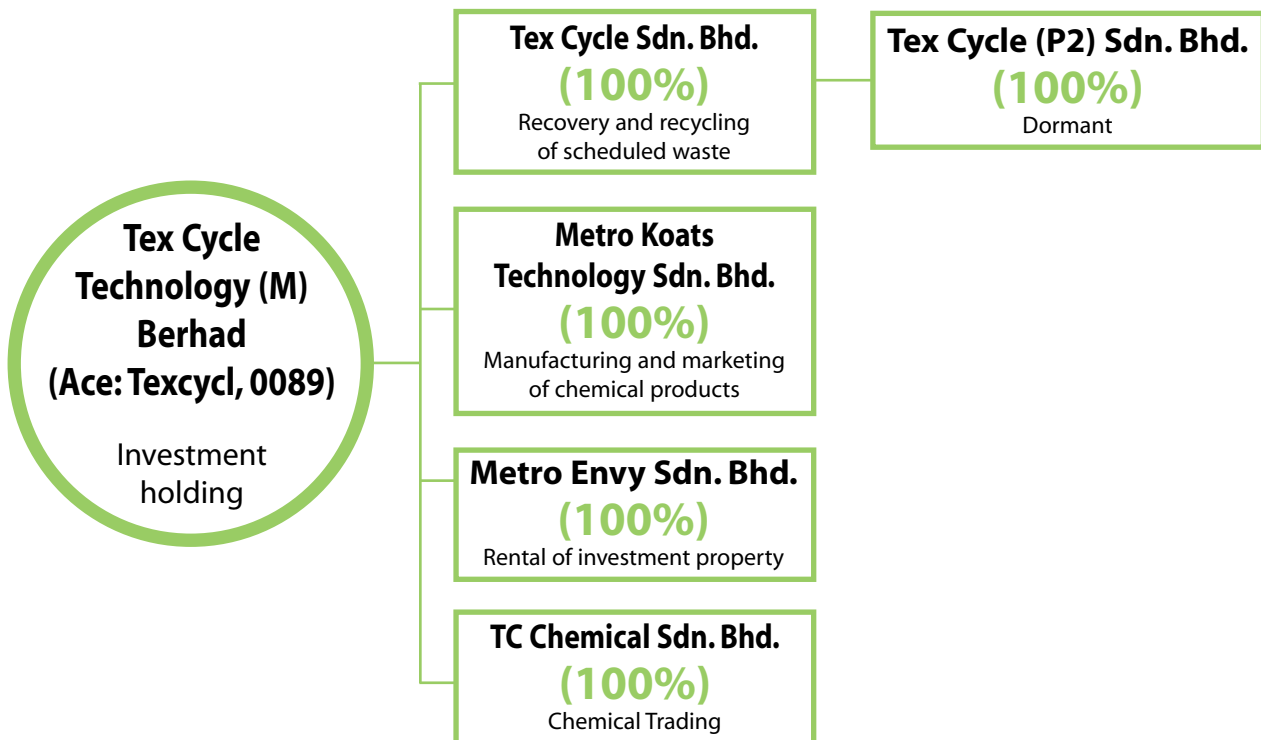 Tex Cycle
Technology (M)
Berhad
(Ace: Texcycl, 0089)
Investment
holding
Tex Cycle Sdn. Bhd.
(100%)
Recovery and recycling
of scheduled waste
Tex Cycle (P2) Sdn. Bhd.
(100%)
Dormant
Metro Koats
Technology Sdn. Bhd.
(100%)
Manufacturing and marketing
of chemical products
Metro Envy Sdn. Bhd.
(100%)
Rental of investment property
TC Chemical Sdn. Bhd.
(100%)
Chemical Trading